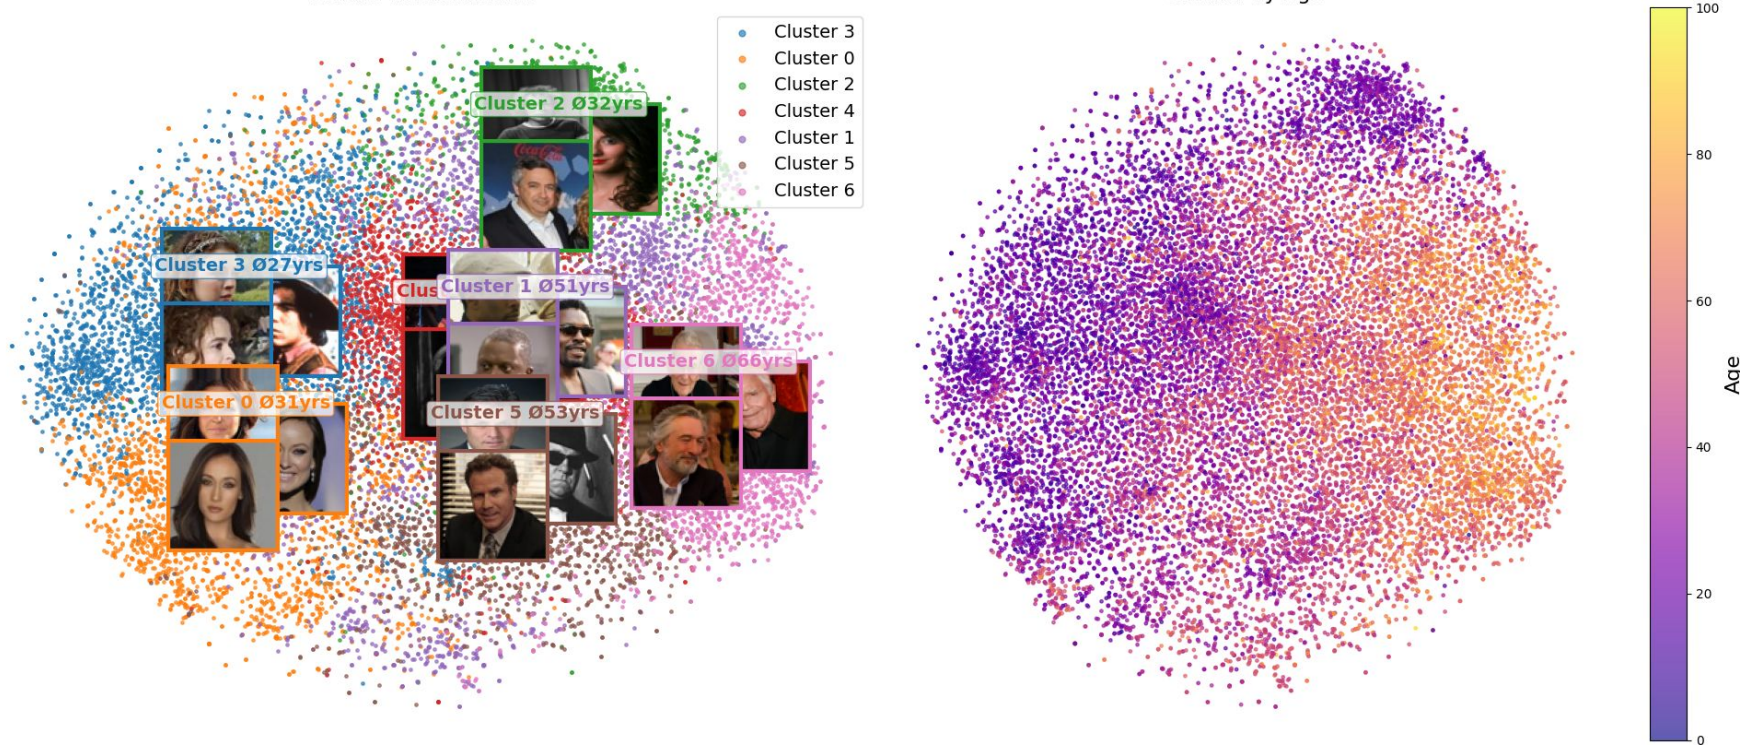 Cluster 3
Cluster 0
Cluster 2
Cluster 4
Cluster 1
Cluster 5
Cluster 6
Cluster 2 Ø32yrs
Coca-Cola
Cluster 3 Ø27yrs
Clus
Cluster 1 Ø51yrs
Cluster 6 Ø66yrs
Cluster 0 Ø31yrs
Cluster 5 Ø53yrs
100
80
60
40
20
0
Age